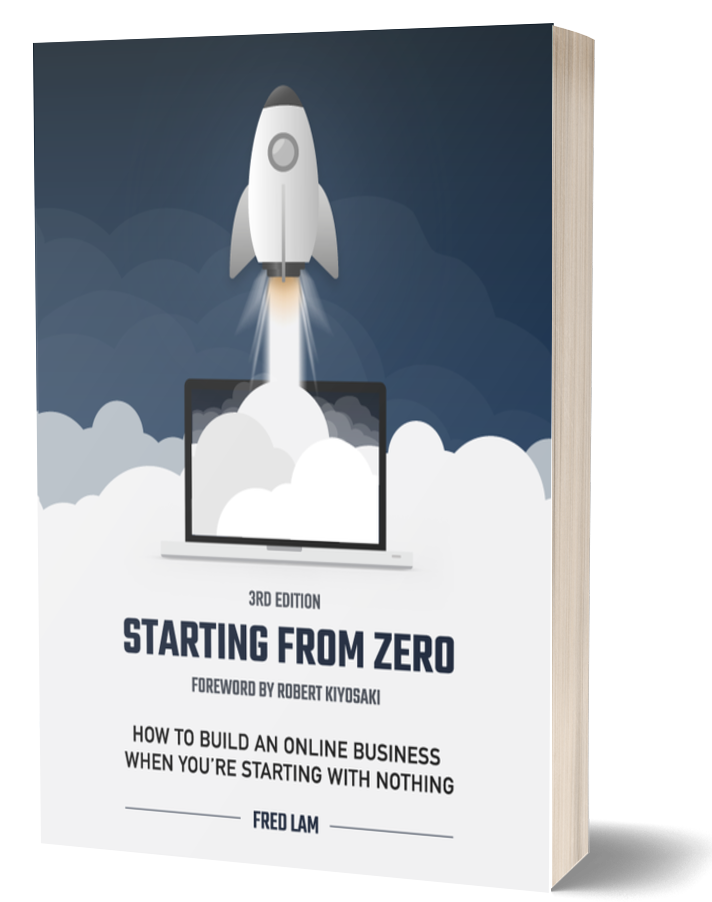 3RD EDITION
STARTING FROM ZERO
FOREWORD BY ROBERT KIYOSAKI
HOW TO BUILD AN ONLINE BUSINESS
WHEN YOU'RE STARTING WITH NOTHING
FRED LAM